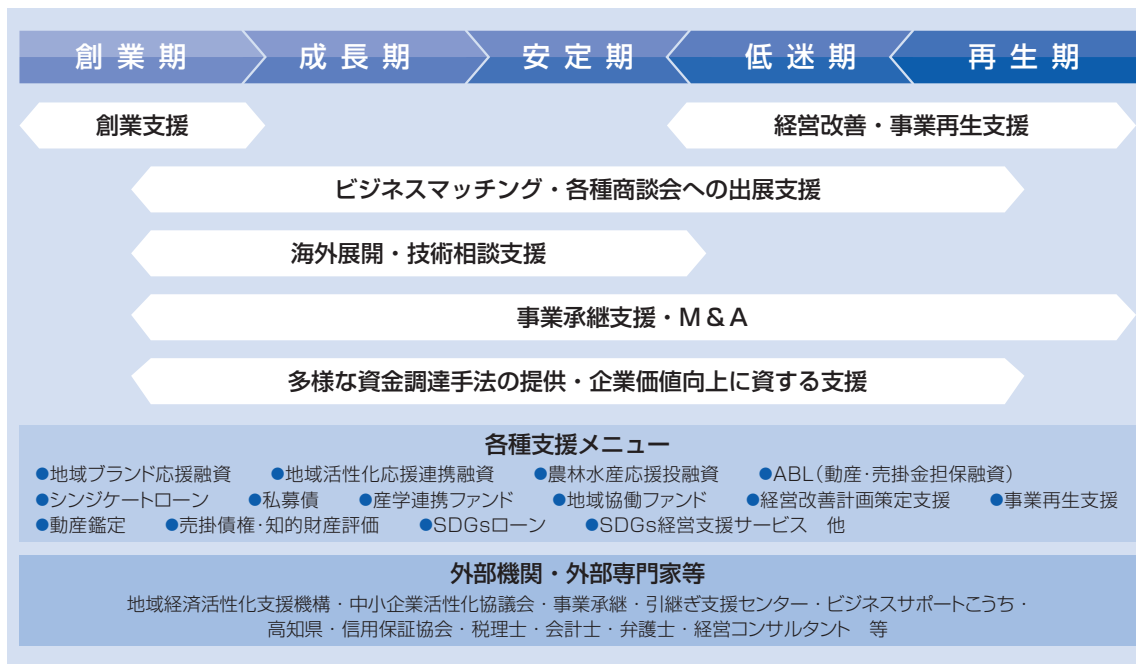 創業期 成長期 安定期 低迷期 再生期
創業支援 経営改善・事業再生支援
ビジネスマッチング・各種商談会への出展支援
海外展開・技術相談支援
事業承継支援・M&A
多様な資金調達手法の提供・企業価値向上に資する支援
各種支援メニュー
●地域ブランド応援融資 ●地域活性化応援連携融資 ●農林水産応援投融資 ●ABL(動産・売掛金担保融資)
●シンジケートローン ●私募債 ●産学連携ファンド ●地域協働ファンド ●経営改善計画策定支援 ●事業再生支援
●動産鑑定 ●売掛債権・知的財産評価 ●SDGsローン ●SDGs経営支援サービス 他
外部機関・外部専門家等
地域経済活性化支援機構・中小企業活性化協議会・事業承継・引継ぎ支援センター・ビジネスサポートこうち・
高知県・信用保証協会・税理士・会計士・弁護士・経営コンサルタント 等